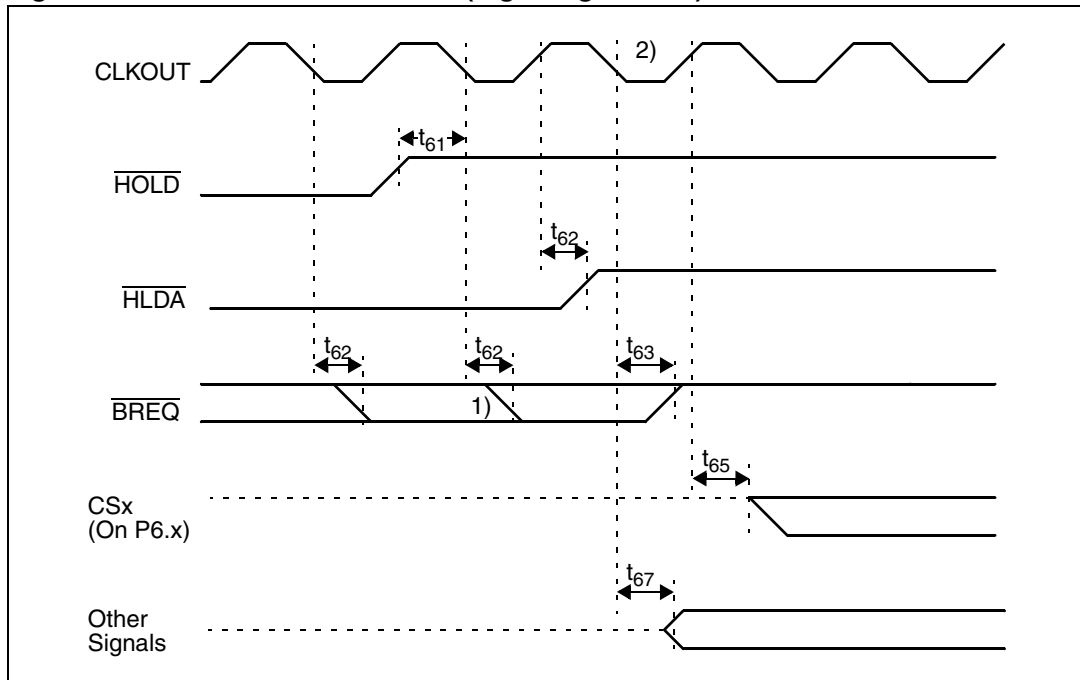 2)
CLKOUT
t61
HOLD
t62
HLDA
t62
t62
t63
BREQ
1)
t65
CSx
(On P6.x)
t67
Other
Signals